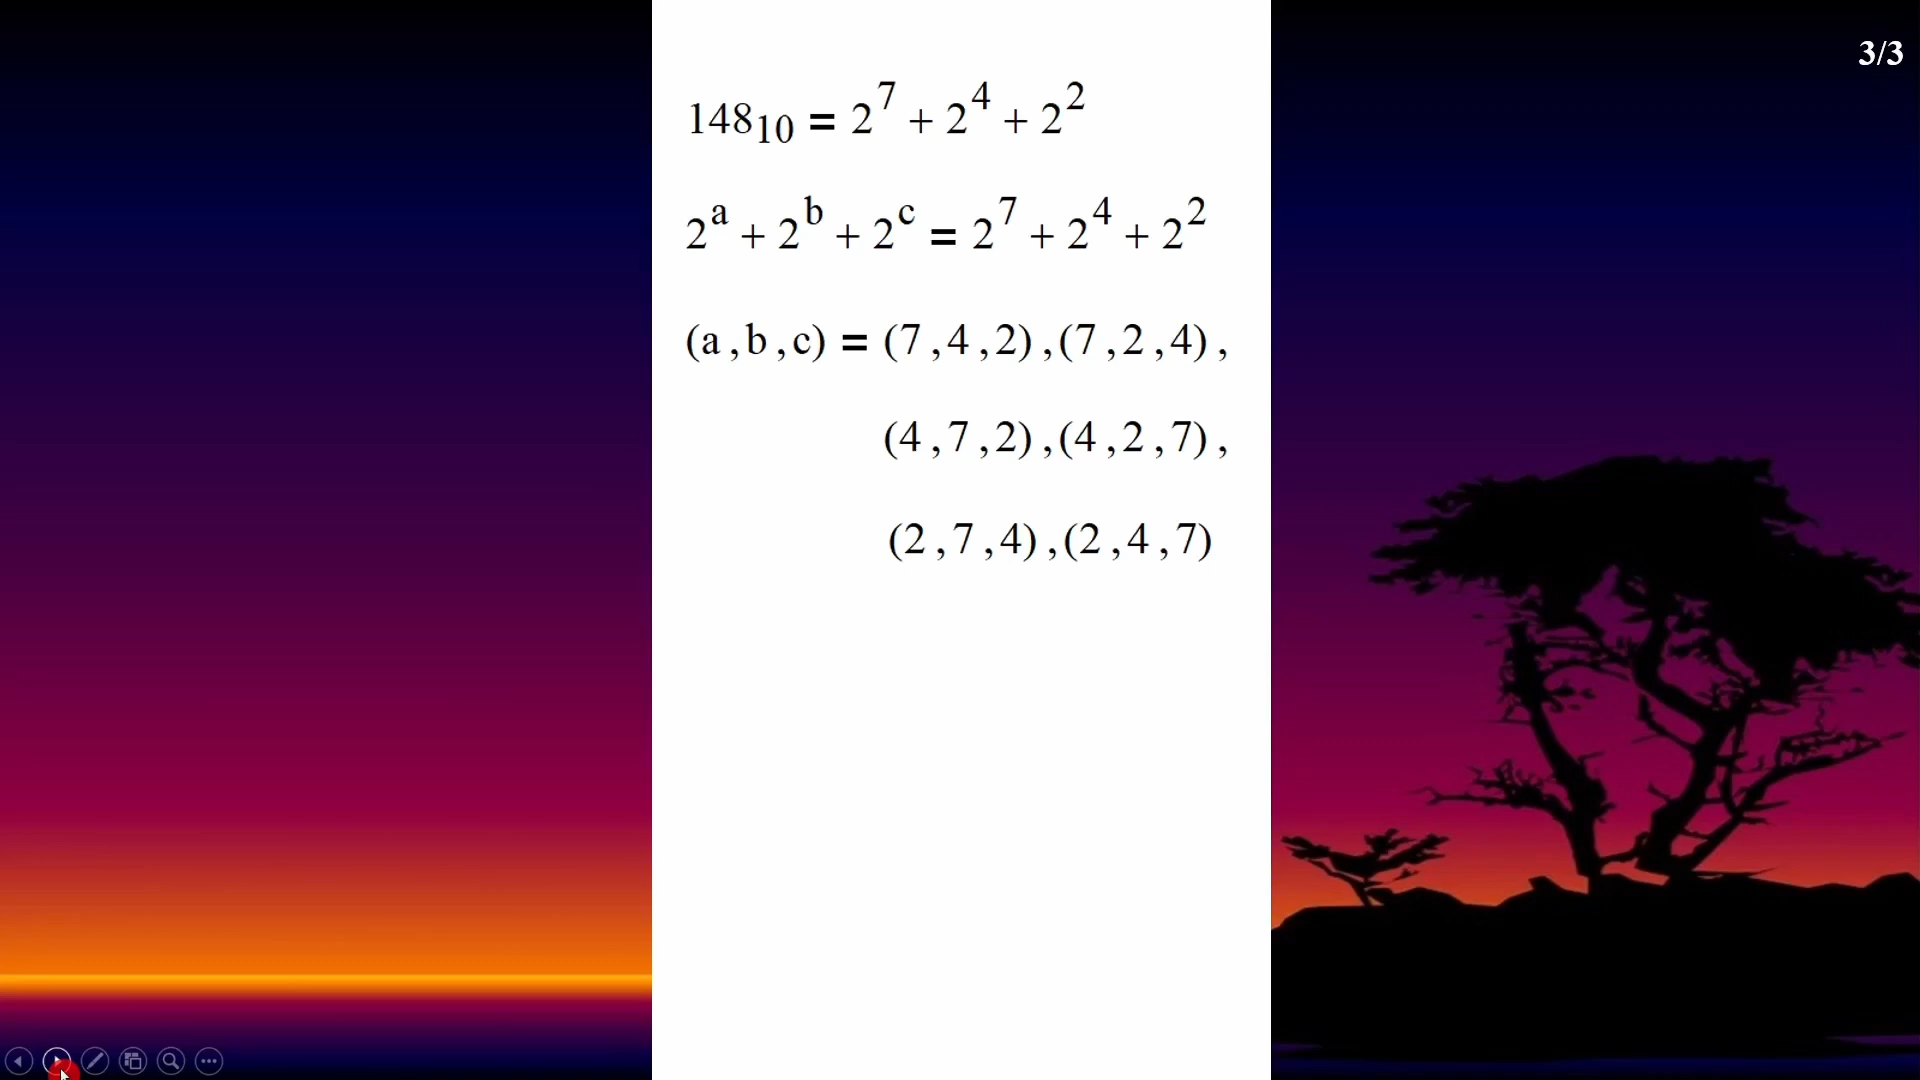 3/3
148₁₀ = 2⁷ + 2⁴ + 2²
2ᵃ + 2ᵇ + 2ᶜ = 2⁷ + 2⁴ + 2²
(a , b , c) = (7 , 4 , 2) , (7 , 2 , 4) ,
(4 , 7 , 2) , (4 , 2 , 7) ,
(2 , 7 , 4) , (2 , 4 , 7)